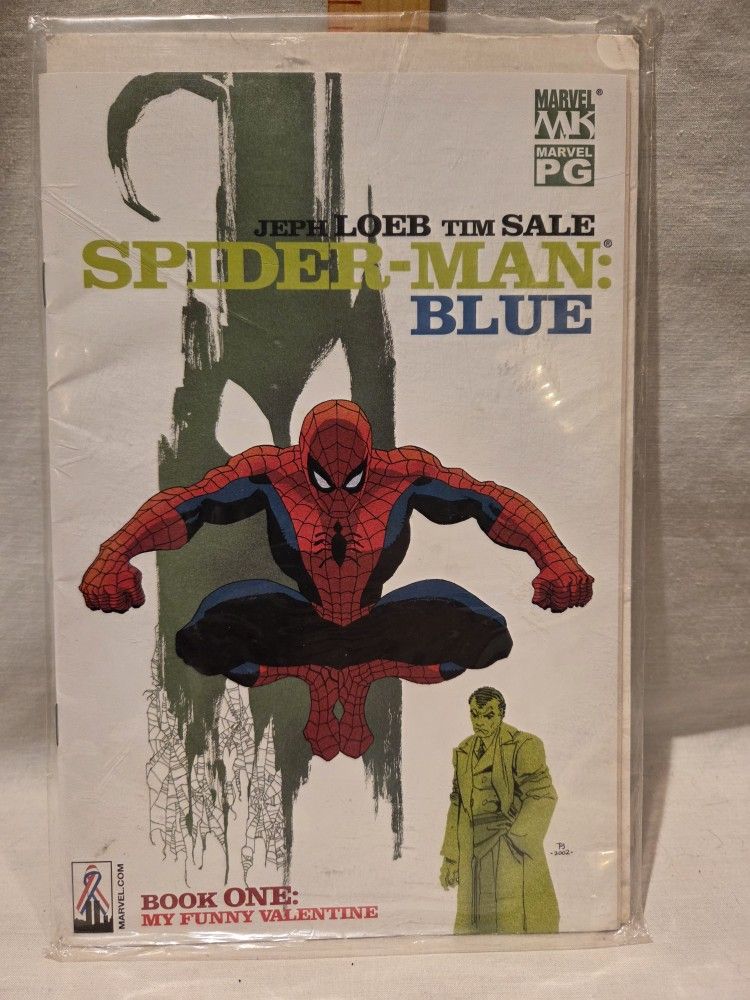 MARVEL®
MK
MARVEL
PG
JEPH LOEB TIM SALE
SPIDER-MAN:®
BLUE
TS
-2002-
MARVEL.COM
BOOK ONE:
MY FUNNY VALENTINE